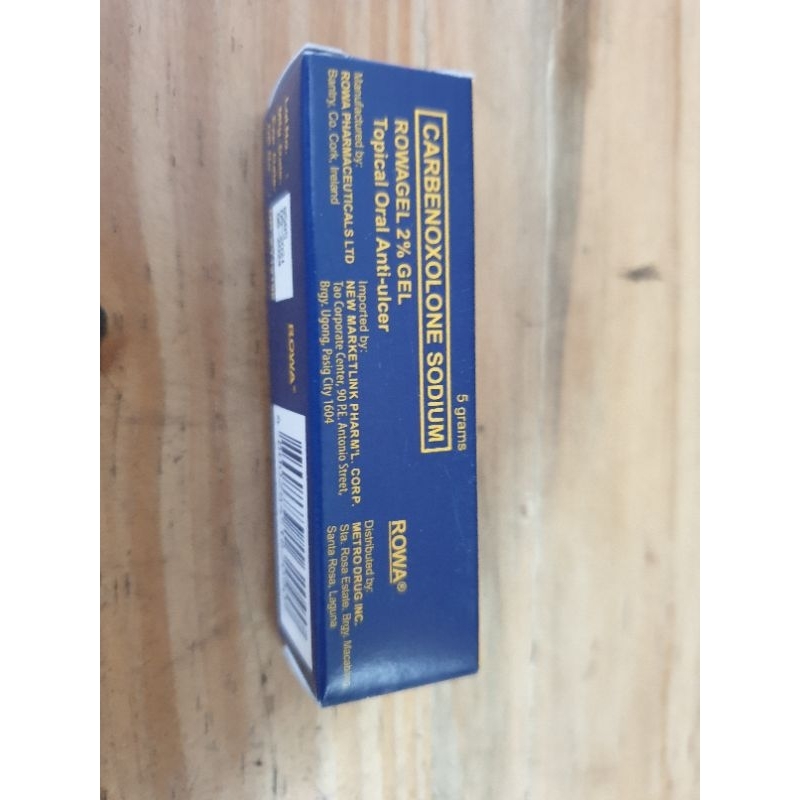 5 grams
CARBENOXOLONE SODIUM
ROWAGEL 2% GEL
Topical Oral Anti-ulcer
ROWA®
Manufactured by:
ROWA PHARMACEUTICALS LTD
Bantry, Co. Cork, Ireland
Imported by:
NEW MARKETLINK PHARM'L. CORP.
Tao Corporate Center, 90 P.E. Antonio Street,
Brgy. Ugong, Pasig City 1604
Distributed by:
METRO DRUG INC.
Sta. Rosa Estate, Brgy. Macabling
Santa Rosa, Laguna
ROWA®